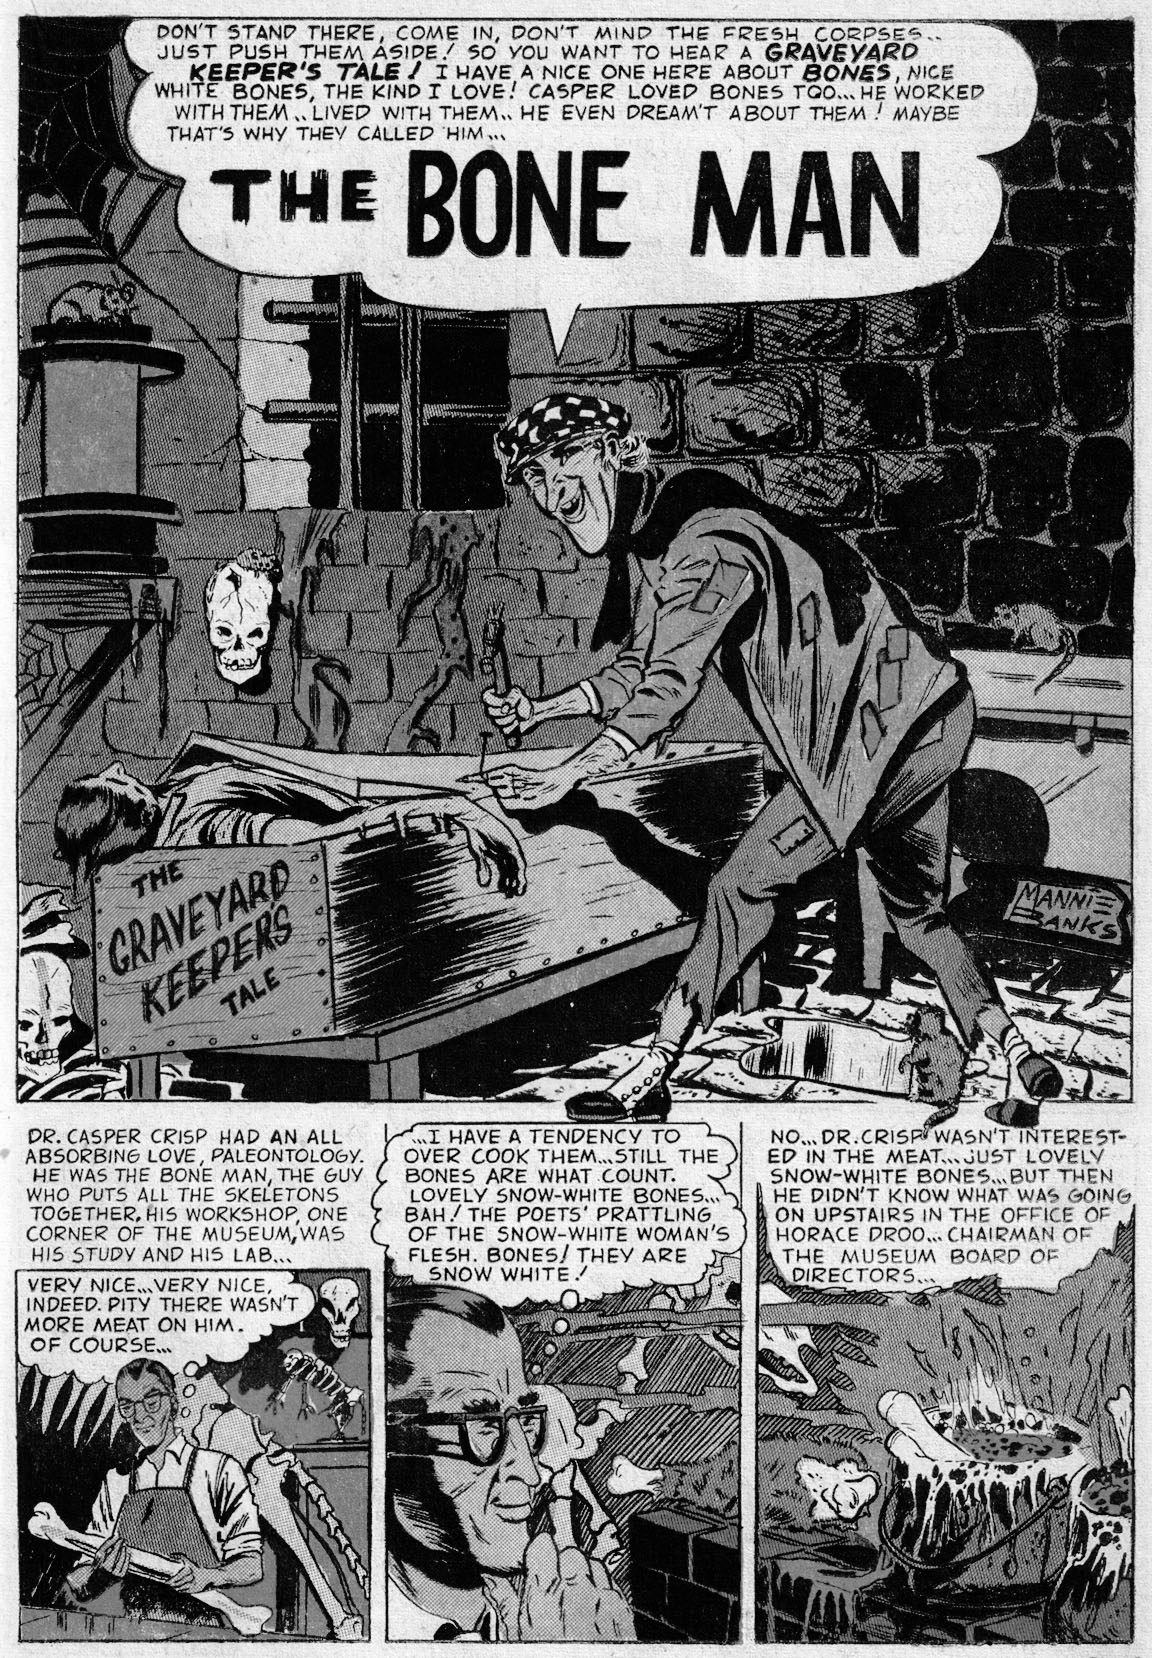 DON'T STAND THERE, COME IN, DON'T MIND THE FRESH CORPSES..
JUST PUSH THEM ASIDE! SO YOU WANT TO HEAR A GRAVEYARD
KEEPER'S TALE! I HAVE A NICE ONE HERE ABOUT BONES, NICE
WHITE BONES, THE KIND I LOVE! CASPER LOVED BONES TOO...HE WORKED
WITH THEM..LIVED WITH THEM..HE EVEN DREAM'T ABOUT THEM! MAYBE
THAT'S WHY THEY CALLED HIM...
THE BONE MAN
THE
GRAVEYARD
KEEPER'S
TALE
MANNIE
BANKS
DR. CASPER CRISP HAD AN ALL
ABSORBING LOVE, PALEONTOLOGY.
HE WAS THE BONE MAN, THE GUY
WHO PUTS ALL THE SKELETONS
TOGETHER. HIS WORKSHOP, ONE
CORNER OF THE MUSEUM, WAS
HIS STUDY AND HIS LAB...
VERY NICE...VERY NICE,
INDEED. PITY THERE WASN'T
MORE MEAT ON HIM.
OF COURSE...
...I HAVE A TENDENCY TO
OVER COOK THEM...STILL THE
BONES ARE WHAT COUNT.
LOVELY SNOW-WHITE BONES...
BAH! THE POETS' PRATTLING
OF THE SNOW-WHITE WOMAN'S
FLESH. BONES! THEY ARE
SNOW WHITE!
NO...DR. CRISP WASN'T INTEREST-
ED IN THE MEAT...JUST LOVELY
SNOW-WHITE BONES...BUT THEN
HE DIDN'T KNOW WHAT WAS GOING
ON UPSTAIRS IN THE OFFICE OF
HORACE DROO...CHAIRMAN OF
THE MUSEUM BOARD OF
DIRECTORS...